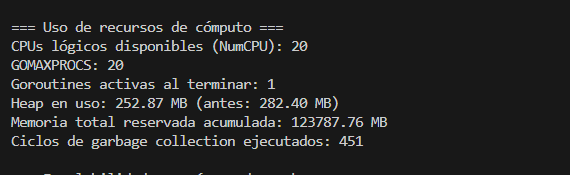 === Uso de recursos de cómputo ===
CPUs lógicos disponibles (NumCPU): 20
GOMAXPROCS: 20
Goroutines activas al terminar: 1
Heap en uso: 252.87 MB (antes: 282.40 MB)
Memoria total reservada acumulada: 123787.76 MB
Ciclos de garbage collection ejecutados: 451